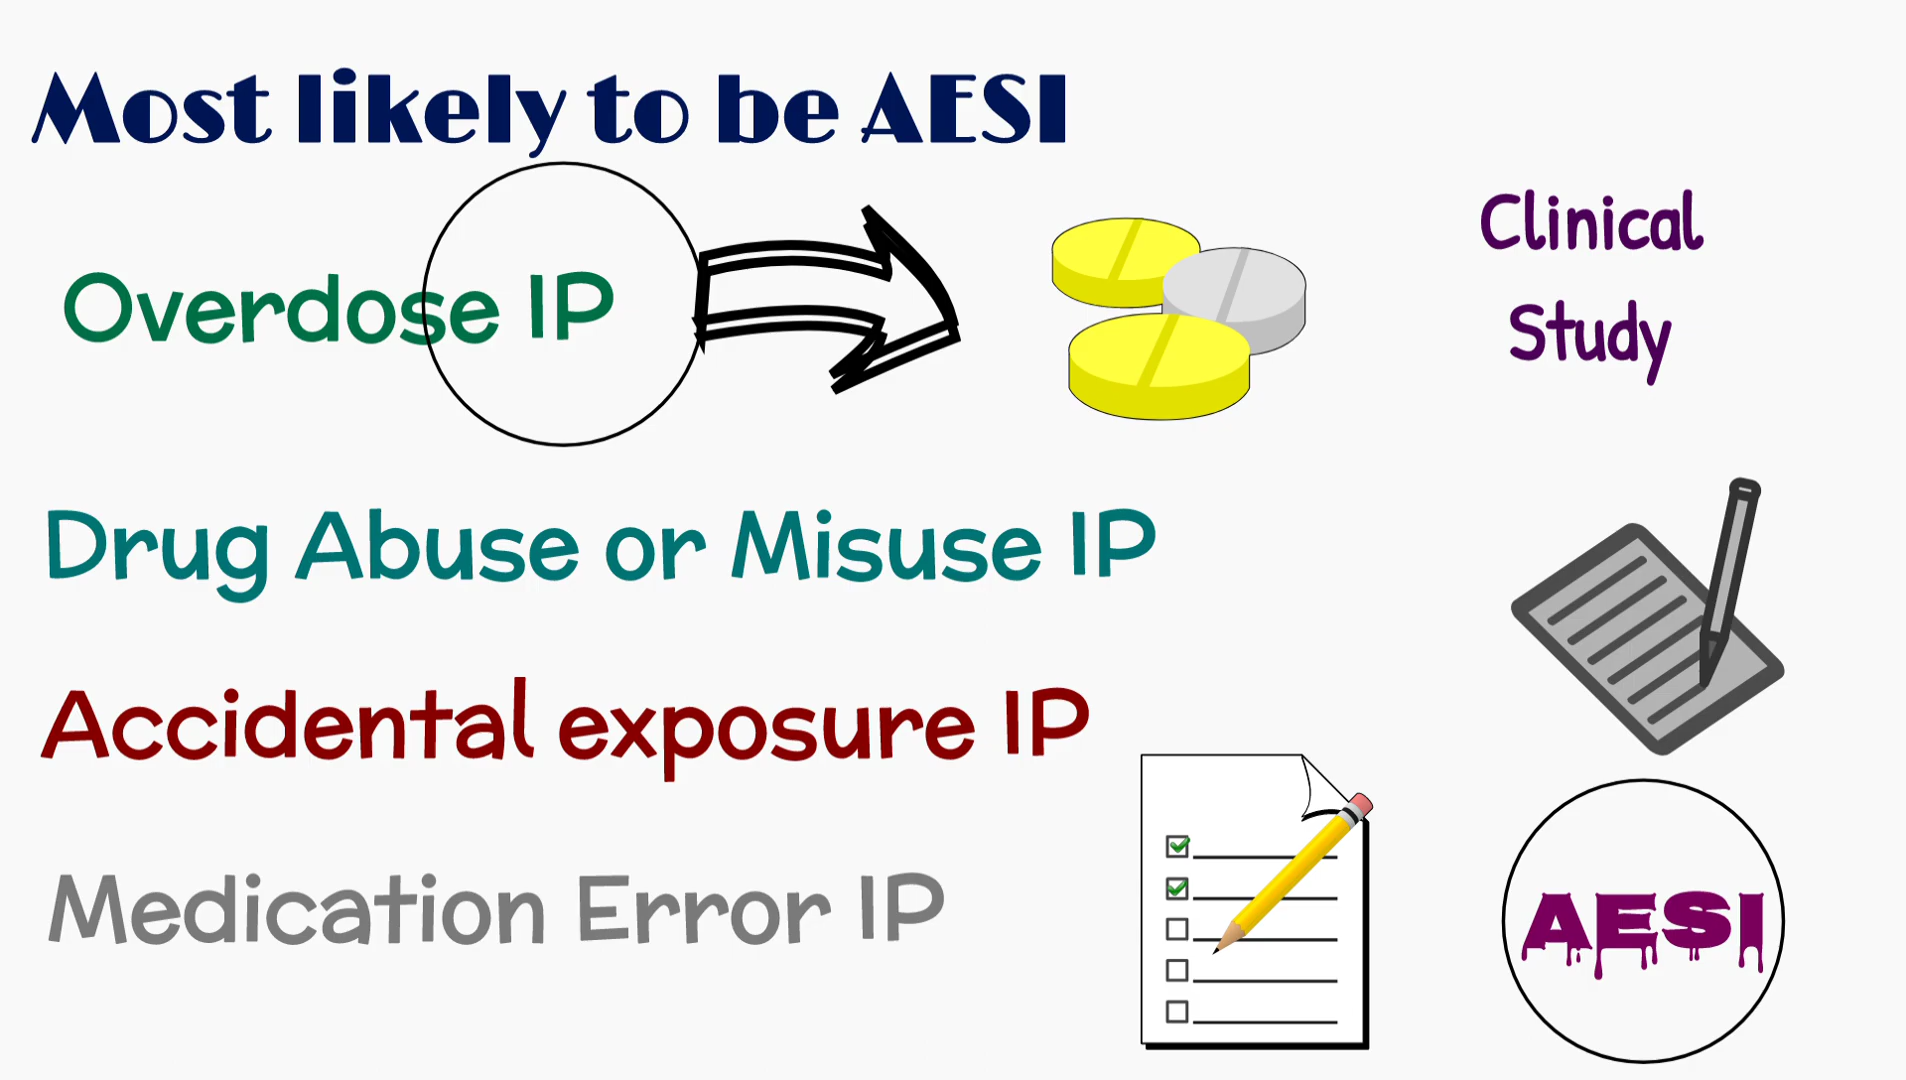 Most likely to be AESI
Overdose IP
Clinical
Study
Drug Abuse or Misuse IP
Accidental exposure IP
Medication Error IP
AESI